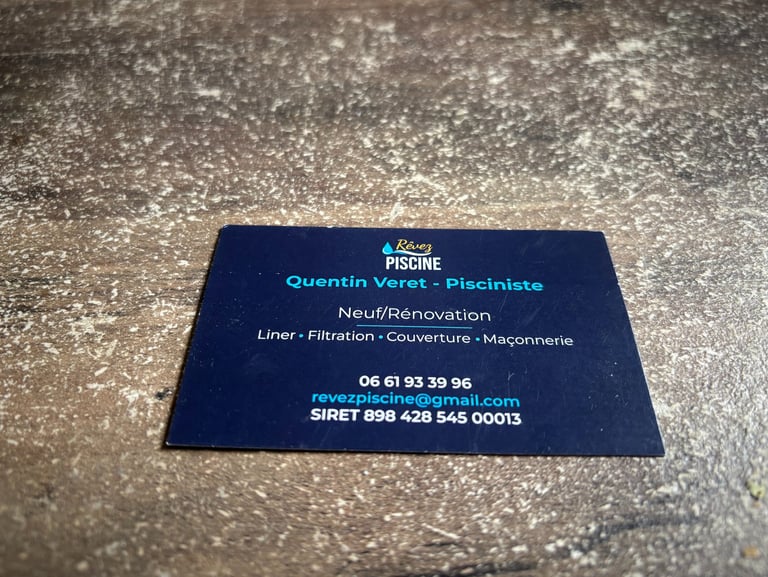 Rêvez
PISCINE
Quentin Veret - Pisciniste
Neuf/Rénovation
Liner • Filtration • Couverture • Maçonnerie
06 61 93 39 96
revezpiscine@gmail.com
SIRET 898 428 545 00013